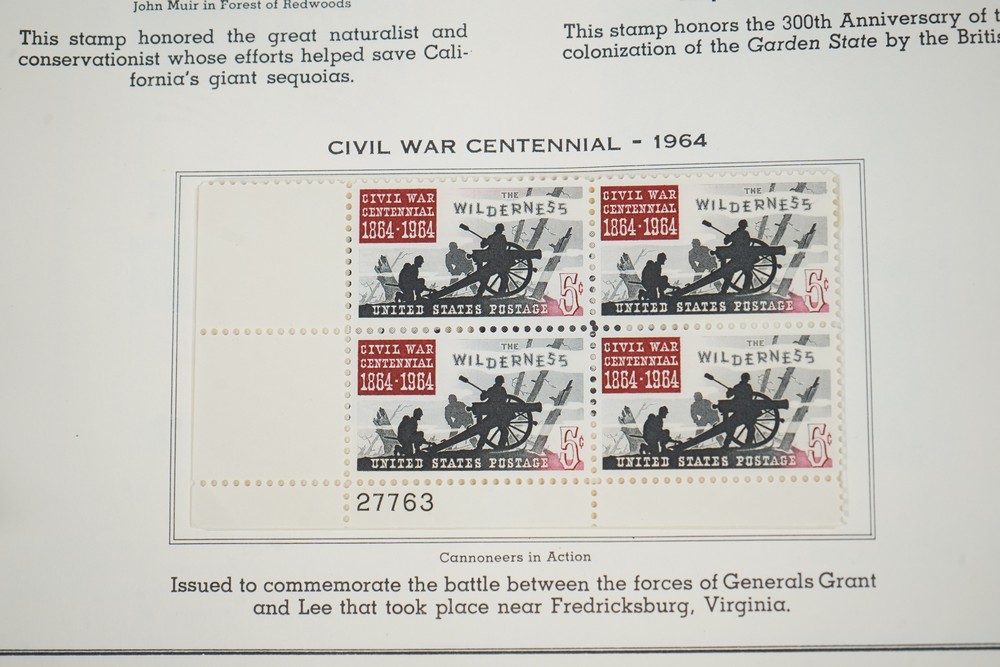 John Muir in Forest of Redwoods
This stamp honored the great naturalist and
conservationist whose efforts helped save Cali-
fornia's giant sequoias.
This stamp honors the 300th Anniversary of
colonization of the Garden State by the
CIVIL WAR CENTENNIAL - 1964
CIVIL WAR
CENTENNIAL
1864-1964
THE
WILDERNESS
5¢
UNITED STATES POSTAGE
CIVIL WAR
CENTENNIAL
1864-1964
THE
WILDERNESS
5¢
UNITED STATES POSTAGE
CIVIL WAR
CENTENNIAL
1864-1964
THE
WILDERNESS
5¢
UNITED STATES POSTAGE
CIVIL WAR
CENTENNIAL
1864-1964
THE
WILDERNESS
5¢
UNITED STATES POSTAGE
27763
Cannoneers in Action
Issued to commemorate the battle between the forces of Generals Grant
and Lee that took place near Fredricksburg, Virginia.